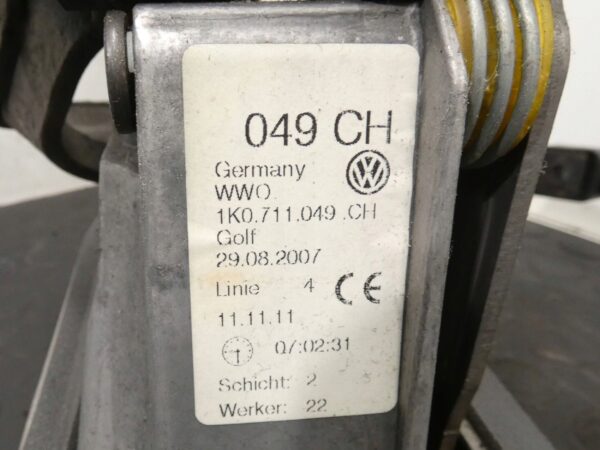 049 CH
Germany
WWO
1K0.711.049 .CH
Golf
29.08.2007
Linie 4 CE
11.11.11
07:02:31
Schicht: 2
Werker: 22